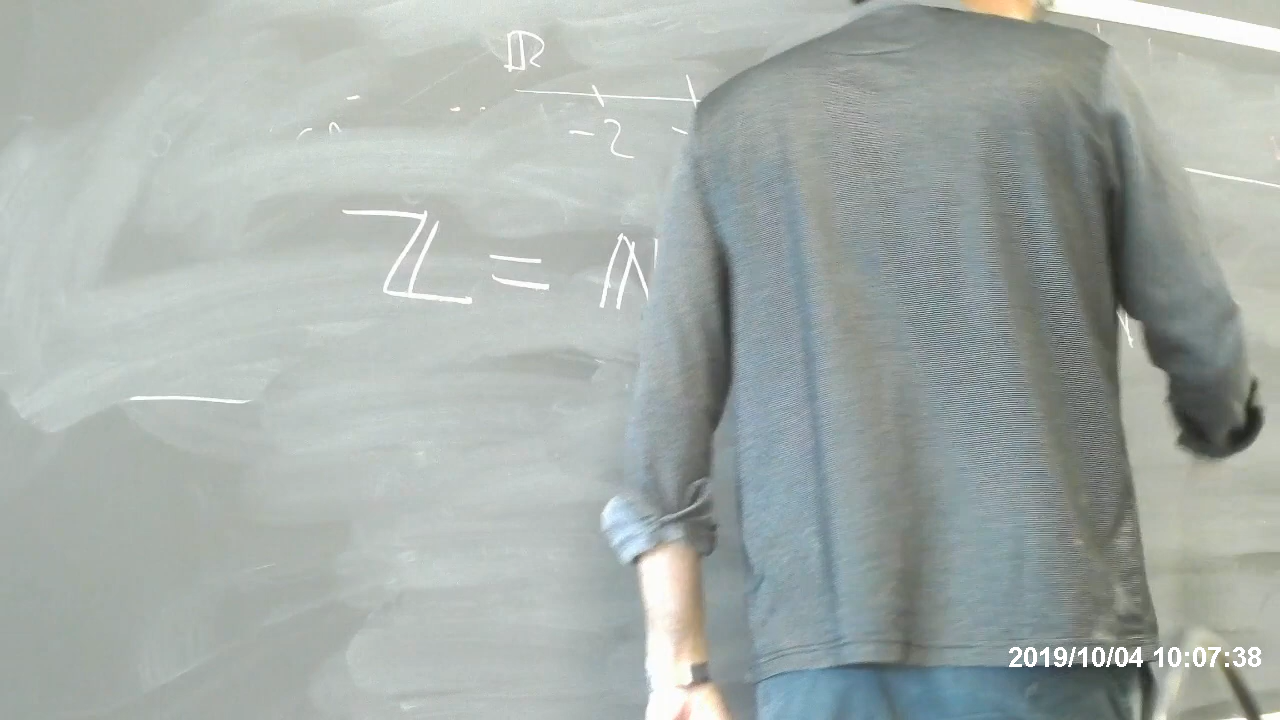 ℝ
-2 -
ℤ = ℕ
2019/10/04 10:07:38